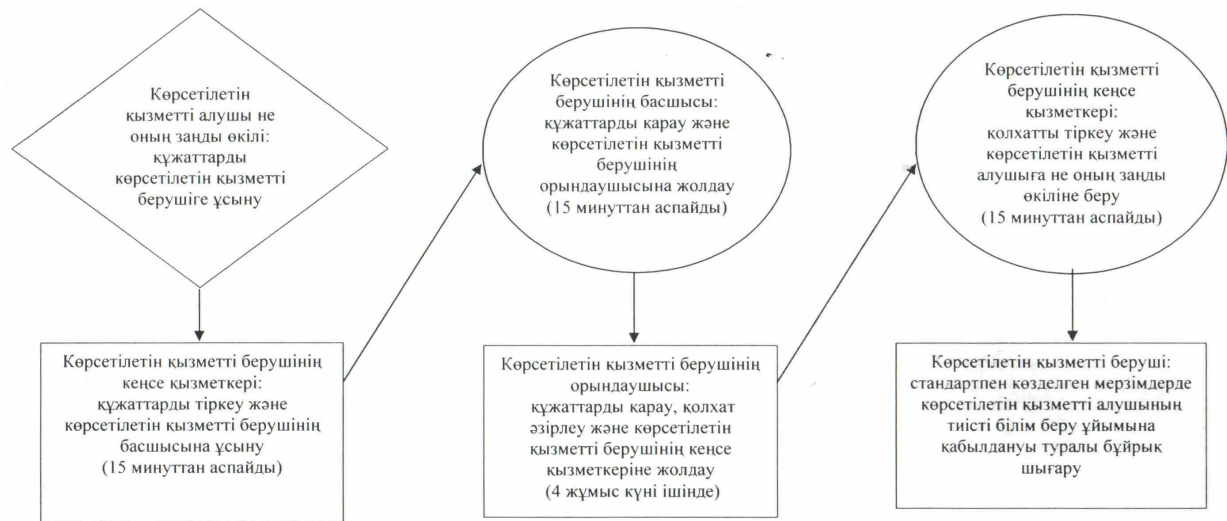 Көрсетілетін
қызметті алушы не
оның заңды өкілі:
құжаттарды
көрсетілетін қызметті
берушіге ұсыну
Көрсетілетін қызметті берушінің
кеңсе қызметкері:
құжаттарды тіркеу және
көрсетілетін қызметті берушінің
басшысына ұсыну
(15 минуттан аспайды)
Көрсетілетін қызметті
берушінің басшысы:
құжаттарды карау және
көрсетілетін қызметті
берушінің
орындаушысына жолдау
(15 минуттан аспайды)
Көрсетілетін қызметті берушінің
орындаушысы:
құжаттарды карау, қолхат
әзірлеу және көрсетілетін
қызметті берушінің кеңсе
қызметкеріне жолдау
(4 жұмыс күні ішінде)
Көрсетілетін қызметті
берушінің кеңсе
қызметкері:
қолхатты тіркеу және
көрсетілетін қызметті
алушыға не оның заңды
өкіліне беру
(15 минуттан аспайды)
Көрсетілетін қызметті беруші:
стандартпен көзделген мерзімдерде
көрсетілетін қызметті алушының
тиісті білім беру ұйымына
қабылдануы туралы бұйрық
шығару